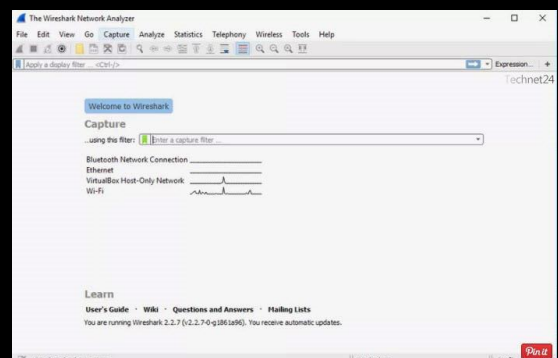 The Wireshark Network Analyzer
File Edit View Go Capture Analyze Statistics Telephony Wireless Tools Help
Apply a display filter ... <Ctrl-/>
Expression... +
Technet24
Welcome to Wireshark
Capture
...using this filter: Enter a capture filter ...
Bluetooth Network Connection
Ethernet
VirtualBox Host-Only Network
Wi-Fi
Learn
User's Guide · Wiki · Questions and Answers · Mailing Lists
You are running Wireshark 2.2.7 (v2.2.7-0-g1861a96). You receive automatic updates.
Pin it